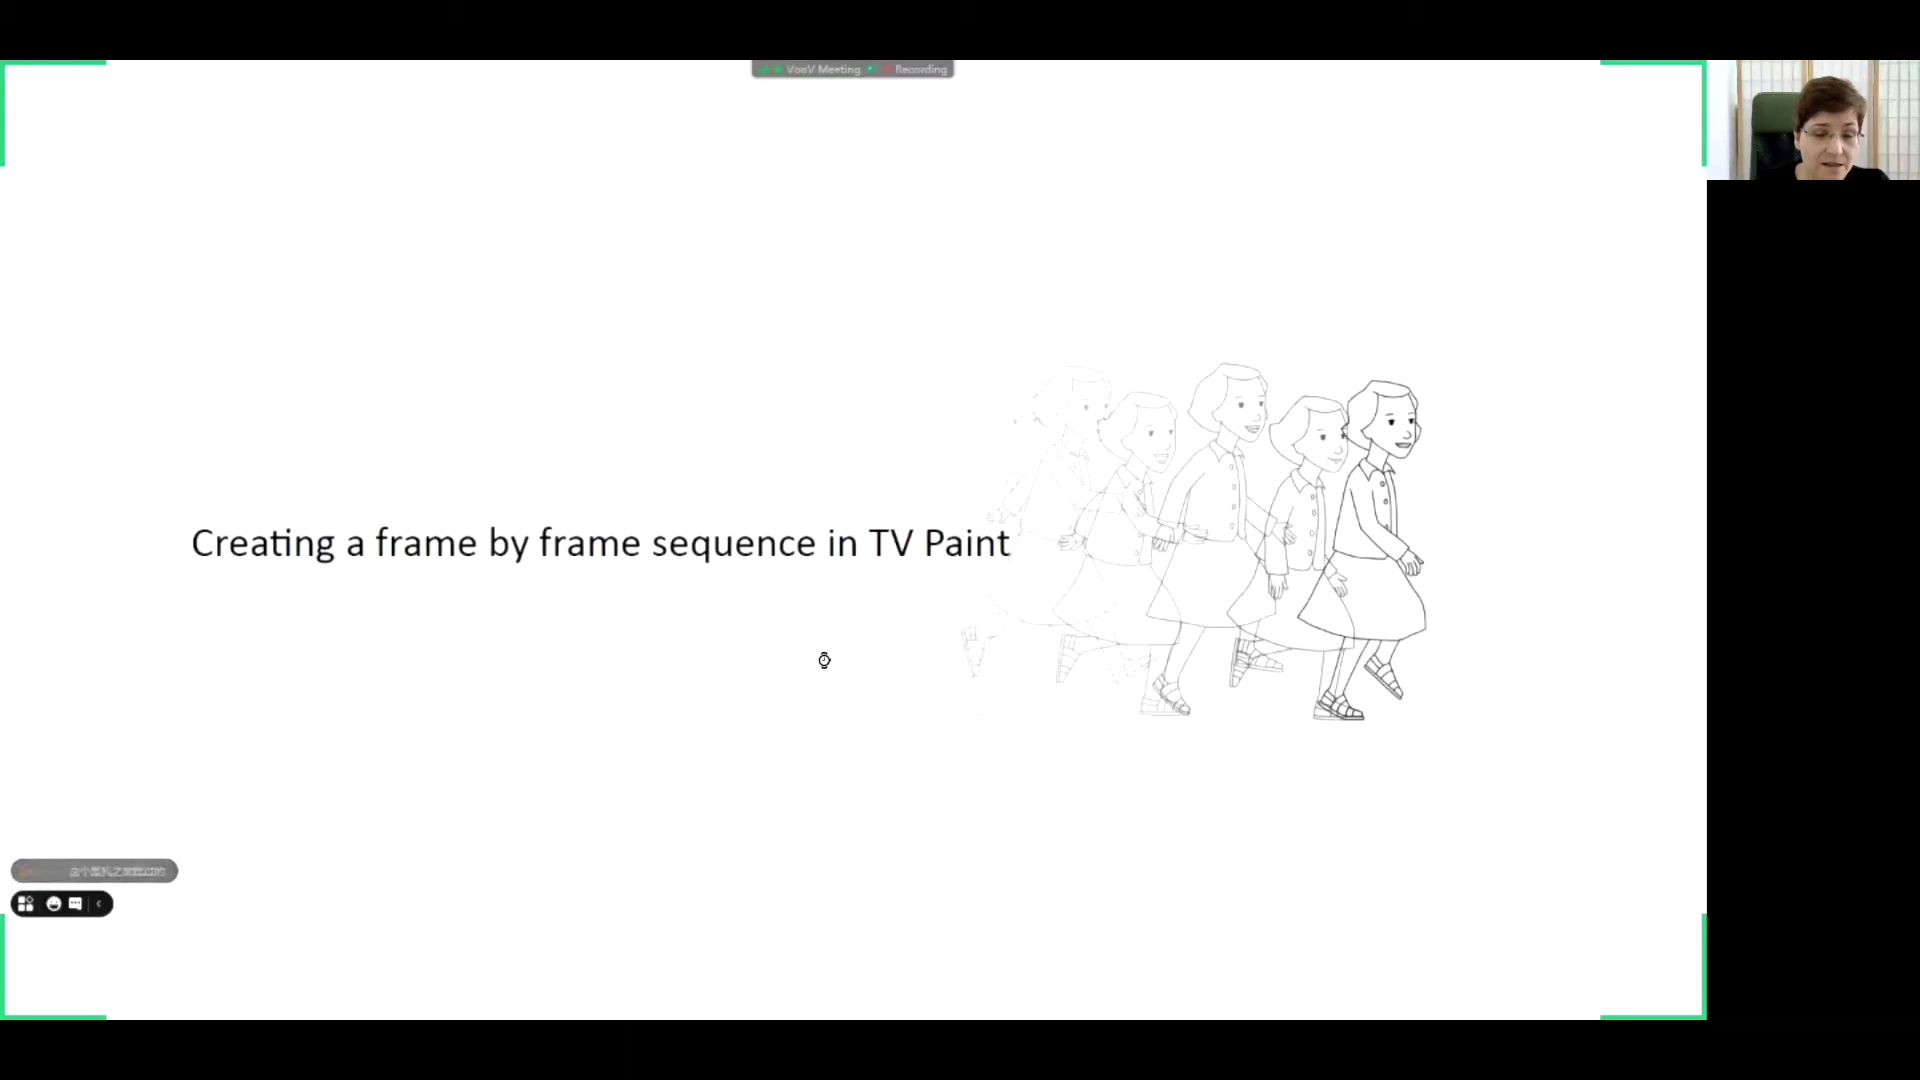 VooV Meeting Recording
Creating a frame by frame sequence in TV Paint